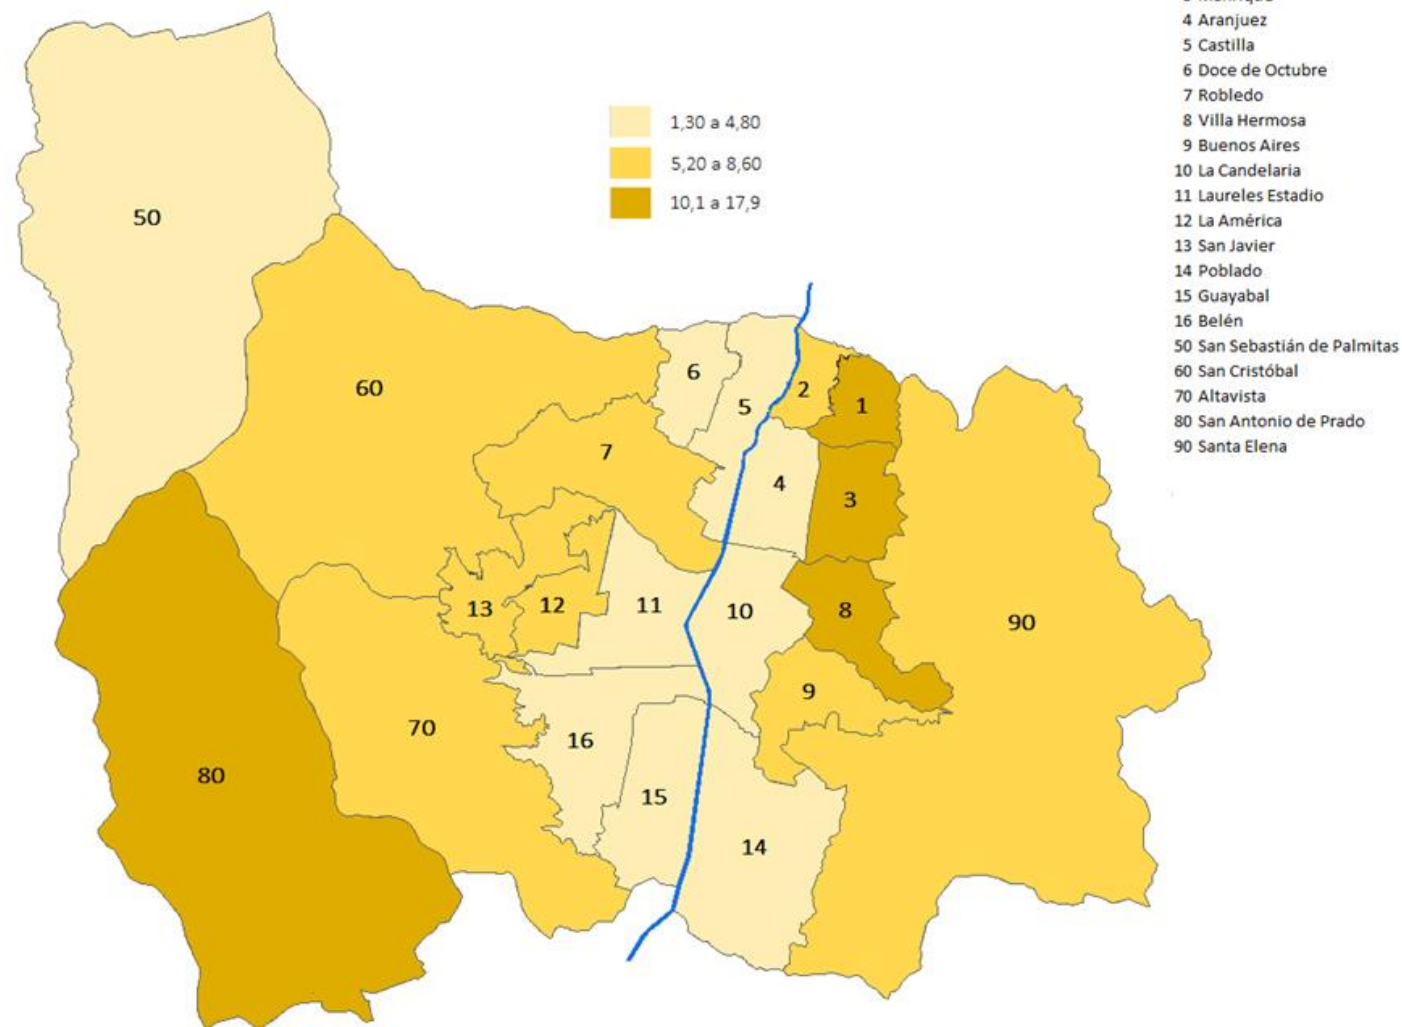 4 Aranjuez
5 Castilla
6 Doce de Octubre
7 Robledo
8 Villa Hermosa
9 Buenos Aires
10 La Candelaria
11 Laureles Estadio
12 La América
13 San Javier
14 Poblado
15 Guayabal
16 Belén
50 San Sebastián de Palmitas
60 San Cristóbal
70 Altavista
80 San Antonio de Prado
90 Santa Elena
1,30 a 4,80
5,20 a 8,60
10,1 a 17,9
50
60
6
5
2
1
7
4
3
13
12
11
10
8
90
9
70
16
80
15
14